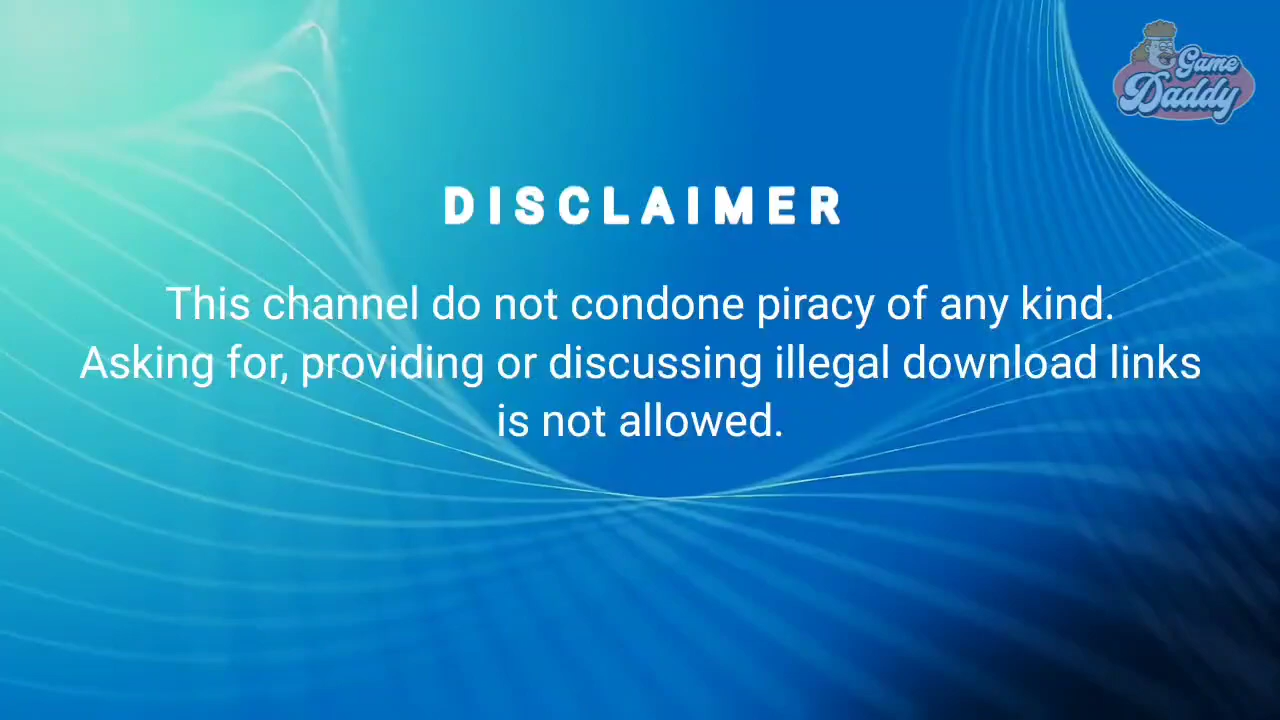 Game
Daddy
DISCLAIMER
This channel do not condone piracy of any kind.
Asking for, providing or discussing illegal download links
is not allowed.